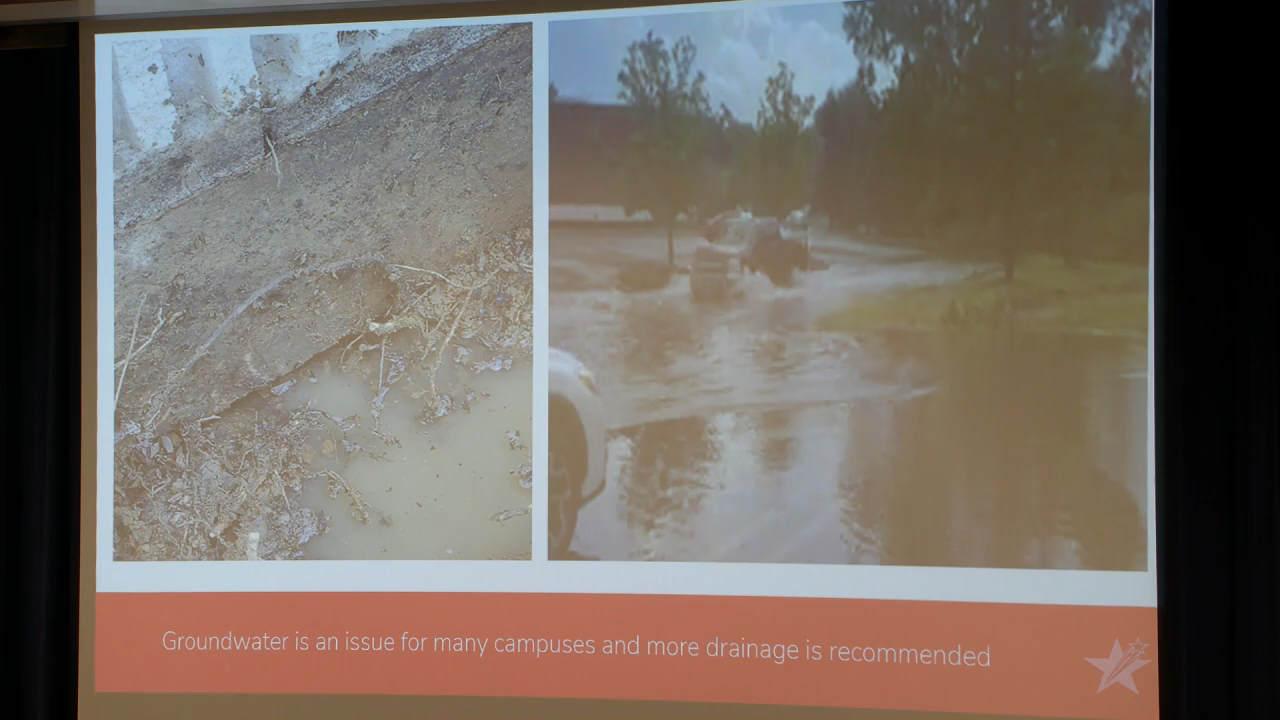 Groundwater is an issue for many campuses and more drainage is recommended